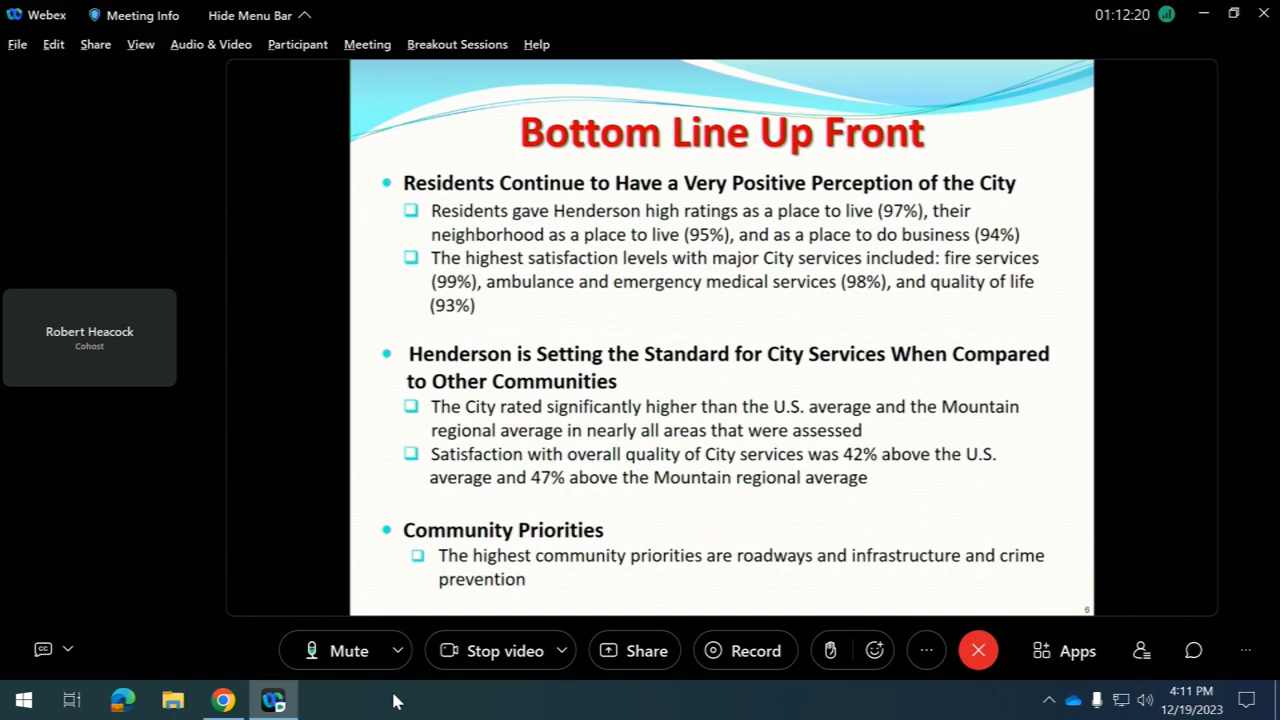 Webex
Meeting Info
Hide Menu Bar
01:12:20
File Edit Share View Audio & Video Participant Meeting Breakout Sessions Help
Bottom Line Up Front
Residents Continue to Have a Very Positive Perception of the City
Residents gave Henderson high ratings as a place to live (97%), their
neighborhood as a place to live (95%), and as a place to do business (94%)
The highest satisfaction levels with major City services included: fire services
(99%), ambulance and emergency medical services (98%), and quality of life
(93%)
Robert Heacock
Cohost
Henderson is Setting the Standard for City Services When Compared
to Other Communities
The City rated significantly higher than the U.S. average and the Mountain
regional average in nearly all areas that were assessed
Satisfaction with overall quality of City services was 42% above the U.S.
average and 47% above the Mountain regional average
Community Priorities
The highest community priorities are roadways and infrastructure and crime
prevention
6
CC
Mute
Stop video
Share
Record
Apps
4:11 PM
12/19/2023